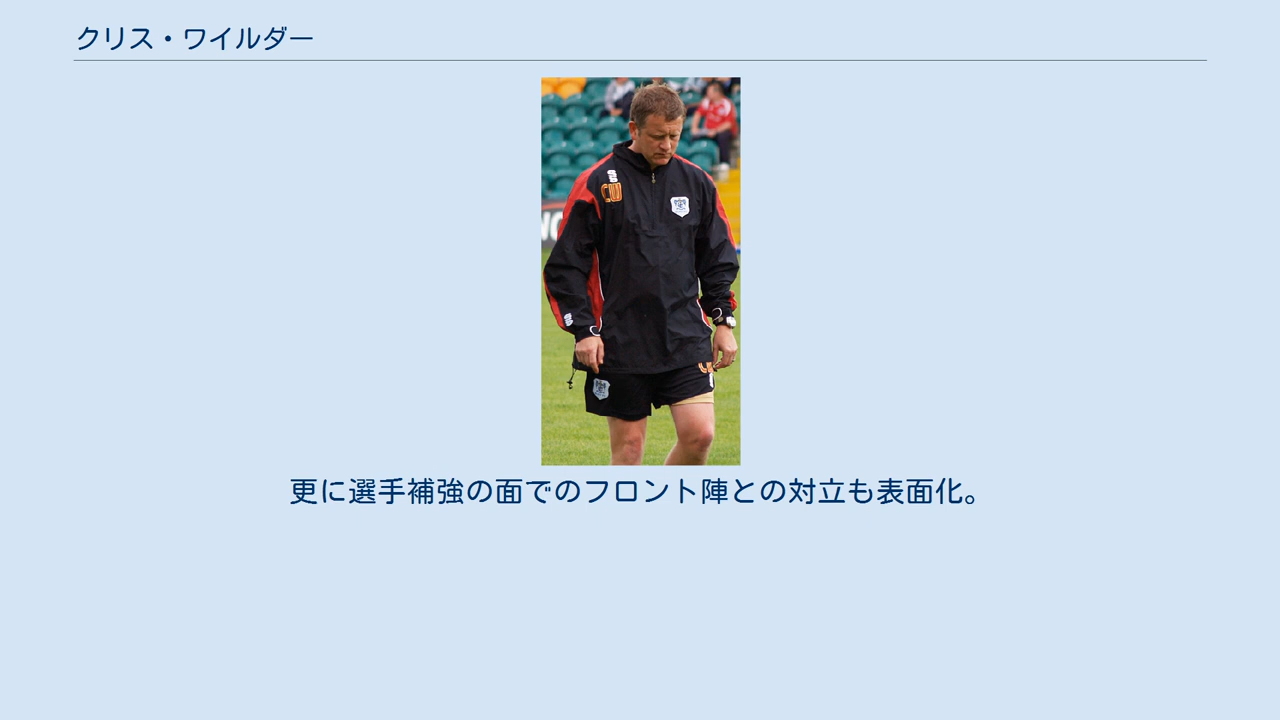 クリス・ワイルダー
CW
更に選手補強の面でのフロント陣との対立も表面化。